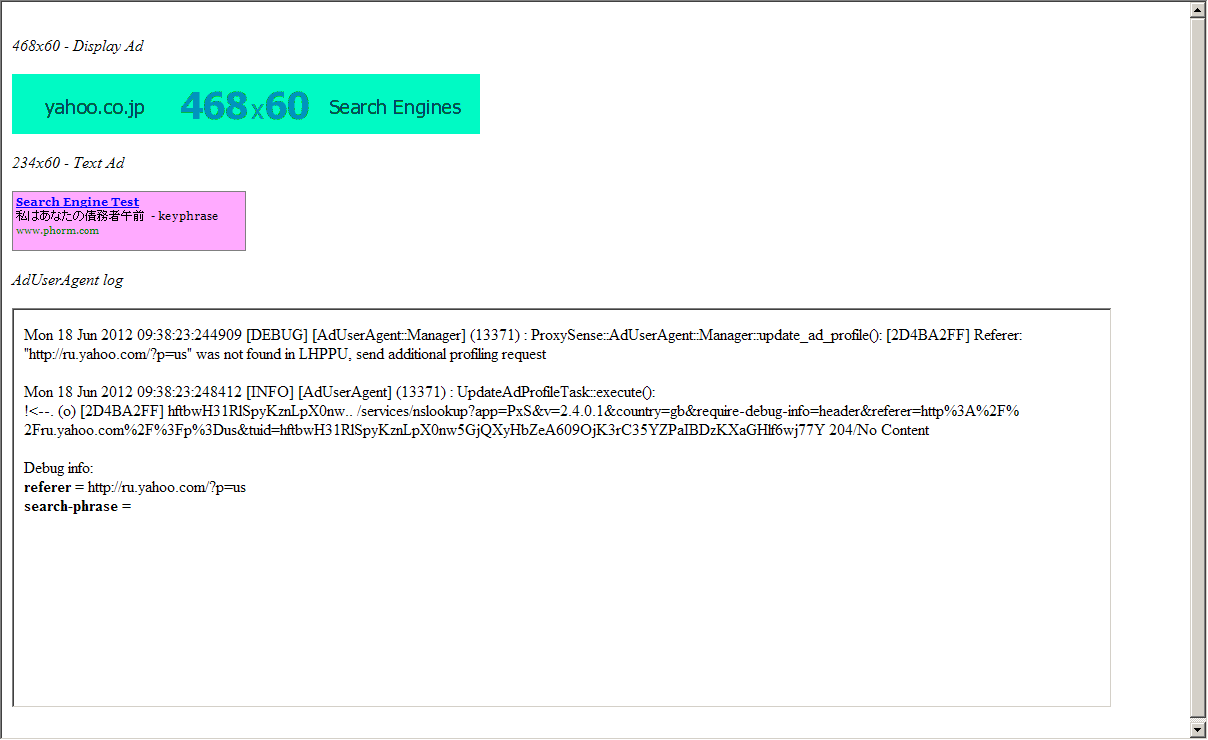 468x60 - Display Ad
yahoo.co.jp 468x60 Search Engines
234x60 - Text Ad
Search Engine Test
私はあなたの債務者午前 - keyphrase
www.phorm.com
AdUserAgent log
Mon 18 Jun 2012 09:38:23:244909 [DEBUG] [AdUserAgent::Manager] (13371) : ProxySense::AdUserAgent::Manager::update_ad_profile(): [2D4BA2FF] Referer:
"http://ru.yahoo.com/?p=us" was not found in LHPPU, send additional profiling request
Mon 18 Jun 2012 09:38:23:248412 [INFO] [AdUserAgent] (13371) : UpdateAdProfileTask::execute():
!<--. (o) [2D4BA2FF] hftbwH31RlSpyKznLpX0nw.. /services/nslookup?app=PxS&v=2.4.0.1&country=gb&require-debug-info=header&referer=http%3A%2F%
2Fru.yahoo.com%2F%3Fp%3Dus&tuid=hftbwH31RlSpyKznLpX0nw5GjQXyHbZeA609OjK3rC35YZPaIBDzKXaGHlf6wj77Y 204/No Content
Debug info:
referer = http://ru.yahoo.com/?p=us
search-phrase =